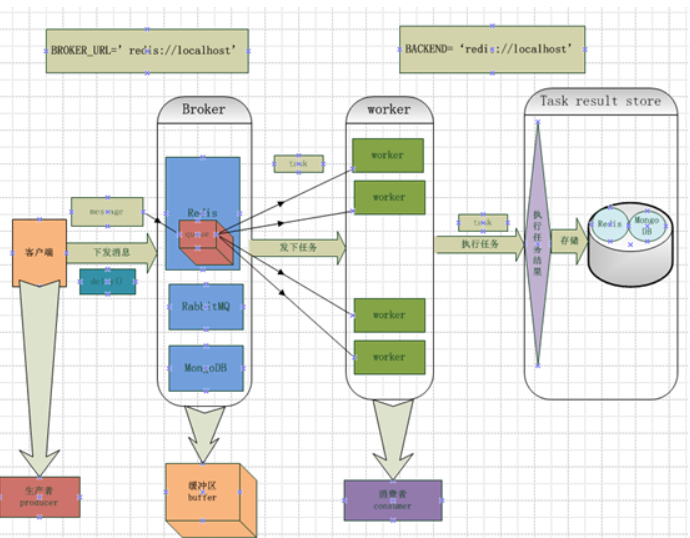 BROKER_URL=’redis://localhost’
BACKEND=‘redis://localhost’
Broker
worker
Task result store
task
worker
worker
Redis
queue
message
客户端
下发消息
delay()
发下任务
task
执行任务
执行任务结果
存储
Redis
Mongo
DB
RabbitMQ
worker
MongoDB
worker
生产者
producer
缓冲区
buffer
消费者
consumer